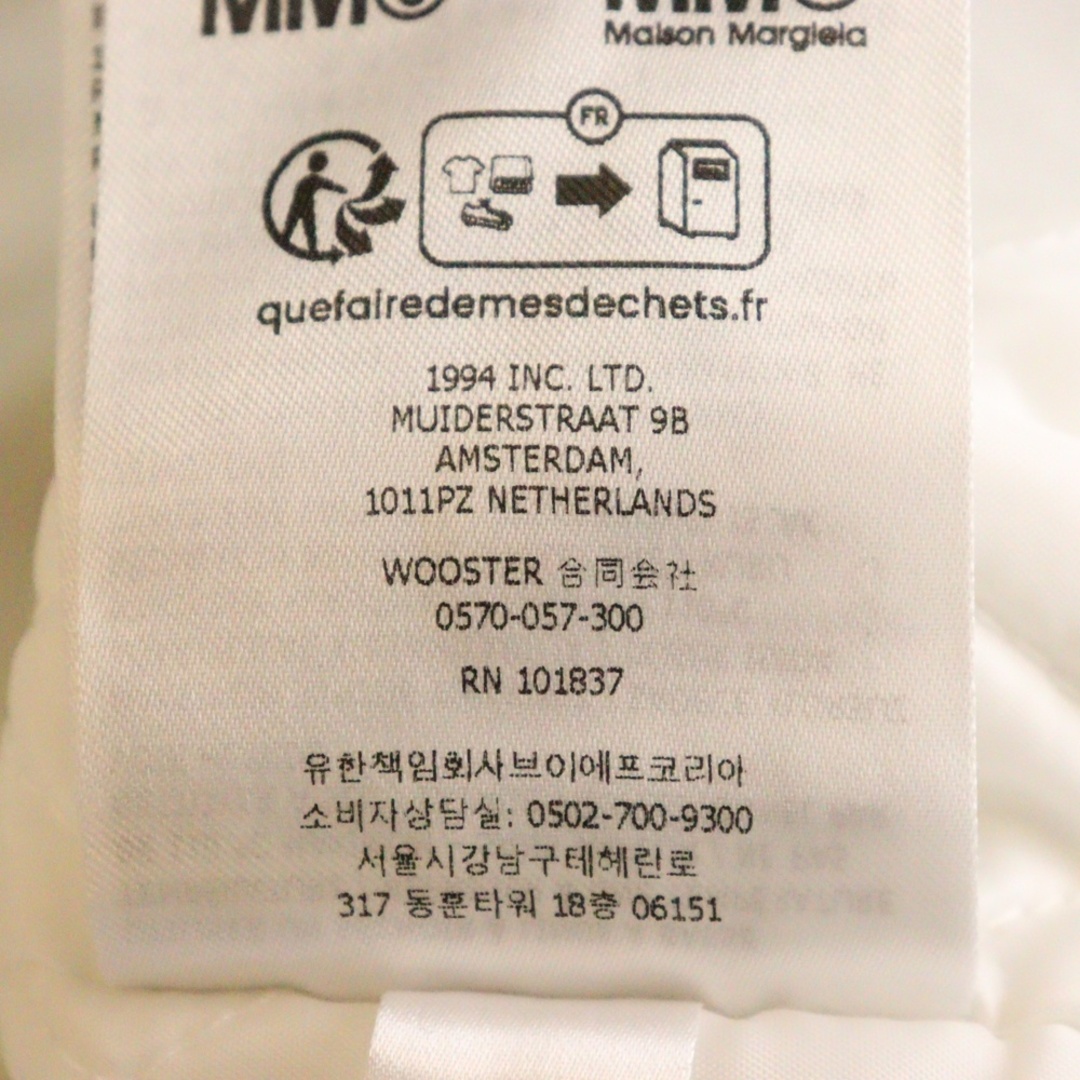 MM6
MM6
Maison Margiela
FR
quefairedemesdechets.fr
1994 INC. LTD.
MUIDERSTRAAT 9B
AMSTERDAM,
1011PZ NETHERLANDS
WOOSTER 合同会社
0570-057-300
RN 101837
유한책임회사브이에프코리아
소비자상담실: 0502-700-9300
서울시강남구테헤란로
317 동훈타워 18층 06151